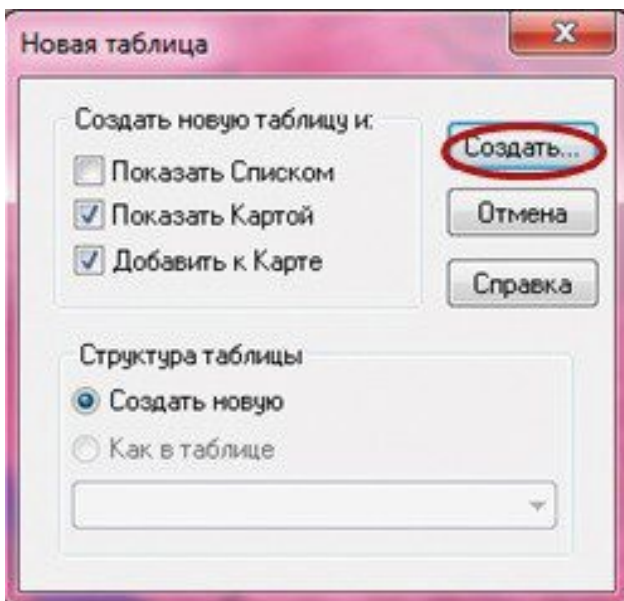 Новая таблица
Создать новую таблицу и:
Показать Списком
Показать Картой
Добавить к Карте
Создать...
Отмена
Справка
Структура таблицы
Создать новую
Как в таблице